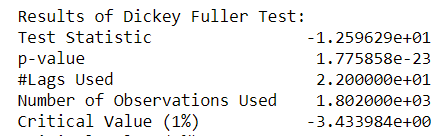 Results of Dickey Fuller Test:
Test Statistic -1.259629e+01
p-value 1.775858e-23
#Lags Used 2.200000e+01
Number of Observations Used 1.802000e+03
Critical Value (1%) -3.433984e+00